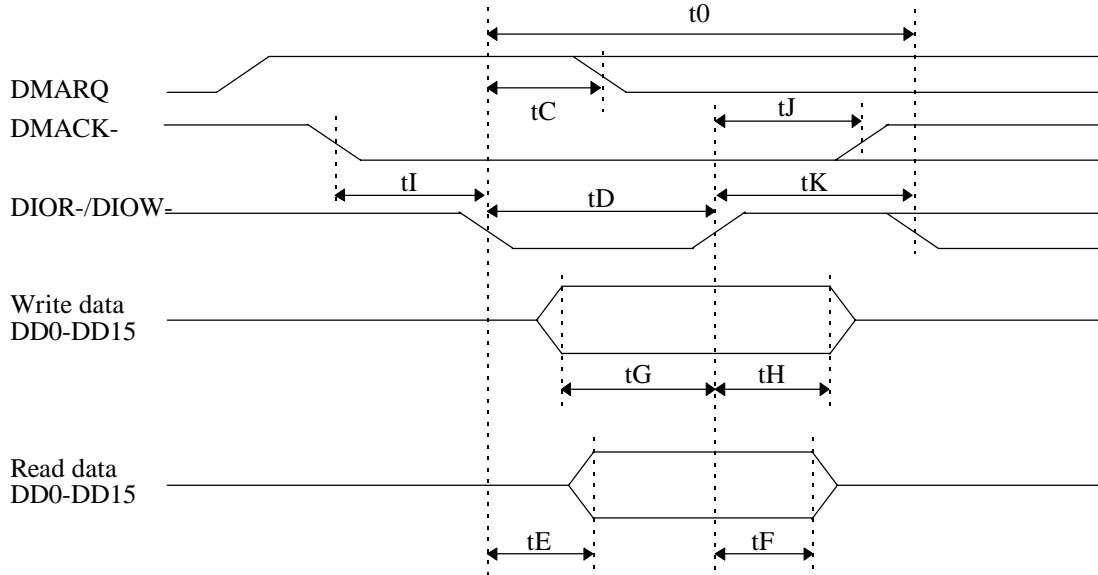 t0
DMARQ
tC
tJ
DMACK-
tI
tD
tK
DIOR-/DIOW-
Write data
DD0-DD15
tG
tH
Read data
DD0-DD15
tE
tF